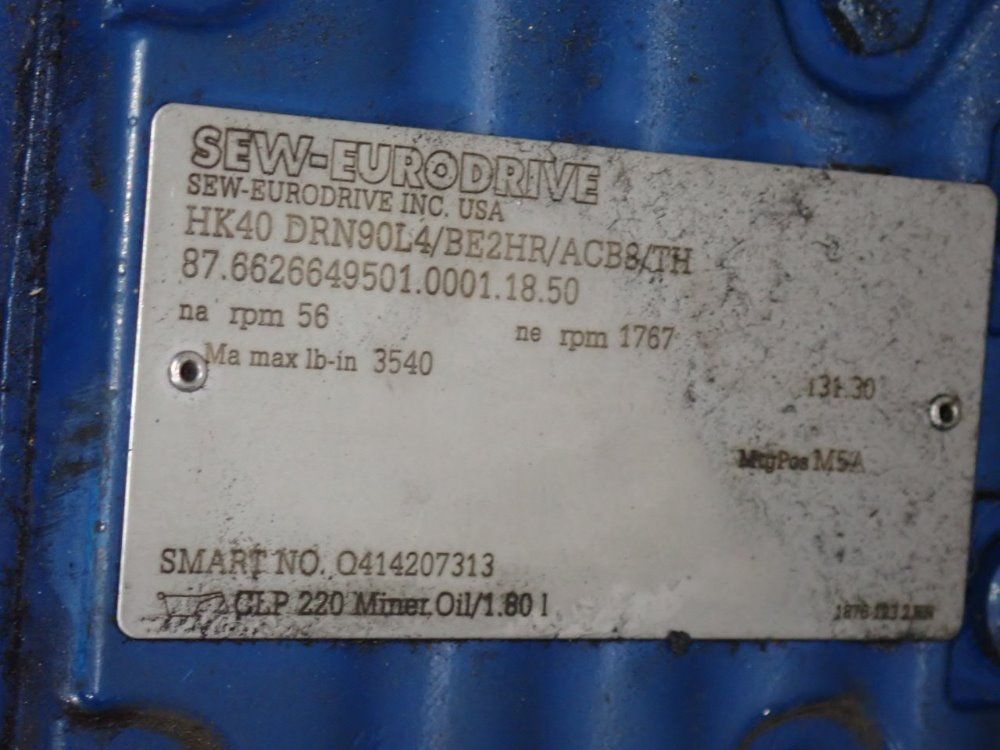 SEW-EURODRIVE
SEW-EURODRIVE INC. USA
HK40 DRN90L4/BE2HR/ACB8/TH
87.6626649501.0001.18.50
na rpm 56 ne rpm 1767
Ma max lb-in 3540
i31.30
MtgPos M5A
SMART NO. O414207313
CLP 220 Miner.Oil/1.80 l